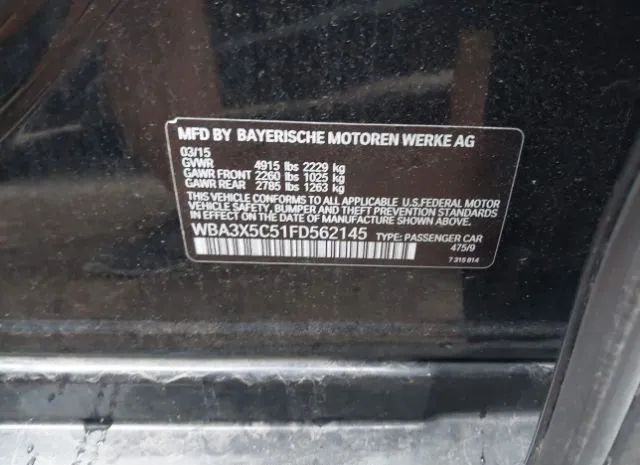 MFD BY BAYERISCHE MOTOREN WERKE AG
03/15
GVWR 4915 lbs 2229 kg
GAWR FRONT 2260 lbs 1025 kg
GAWR REAR 2785 lbs 1263 kg
THIS VEHICLE CONFORMS TO ALL APPLICABLE U.S.FEDERAL MOTOR
VEHICLE SAFETY, BUMPER, AND THEFT PREVENTION STANDARDS
IN EFFECT ON THE DATE OF MANUFACTURE SHOWN ABOVE.
WBA3X5C51FD562145 TYPE: PASSENGER CAR
475/9
7 315 014